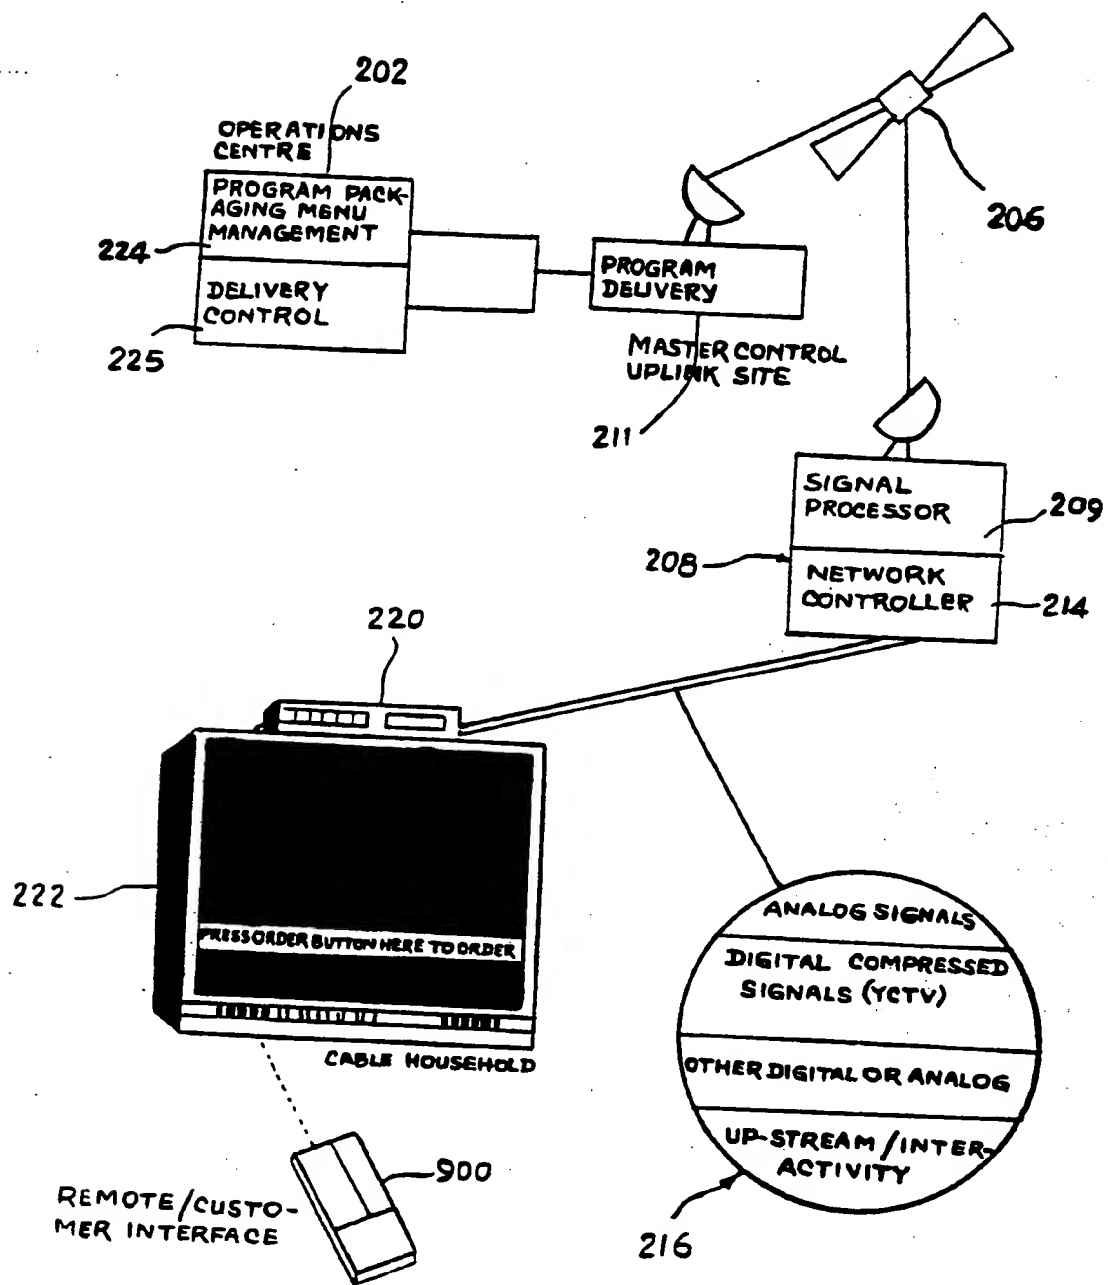 202
OPERATIONS
CENTRE
PROGRAM PACK-
AGING MENU
MANAGEMENT
224
DELIVERY
CONTROL
225
PROGRAM
DELIVERY
MASTER CONTROL
UPLINK SITE
211
206
SIGNAL
PROCESSOR
209
208
NETWORK
CONTROLLER
214
220
222
PRESS ORDER BUTTON HERE TO ORDER
CABLE HOUSEHOLD
900
REMOTE/CUSTO-
MER INTERFACE
ANALOG SIGNALS
DIGITAL COMPRESSED
SIGNALS (YCTV)
OTHER DIGITAL OR ANALOG
UP-STREAM/INTER-
ACTIVITY
216